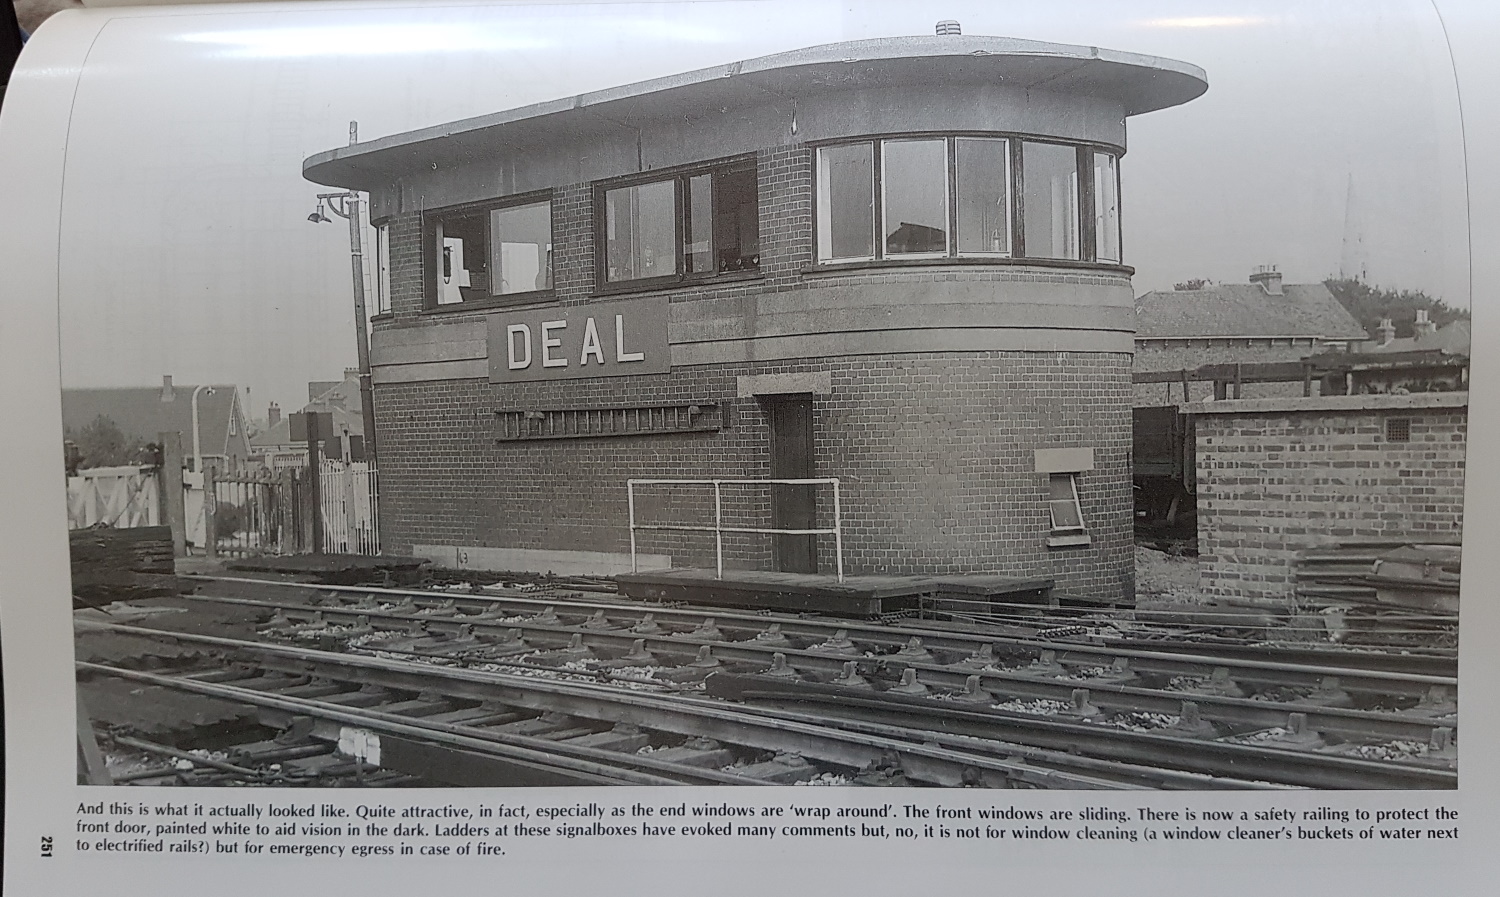 DEAL
And this is what it actually looked like. Quite attractive, in fact, especially as the end windows are ‘wrap around’. The front windows are sliding. There is now a safety railing to protect the
front door, painted white to aid vision in the dark. Ladders at these signalboxes have evoked many comments but, no, it is not for window cleaning (a window cleaner’s buckets of water next
to electrified rails?) but for emergency egress in case of fire.
251